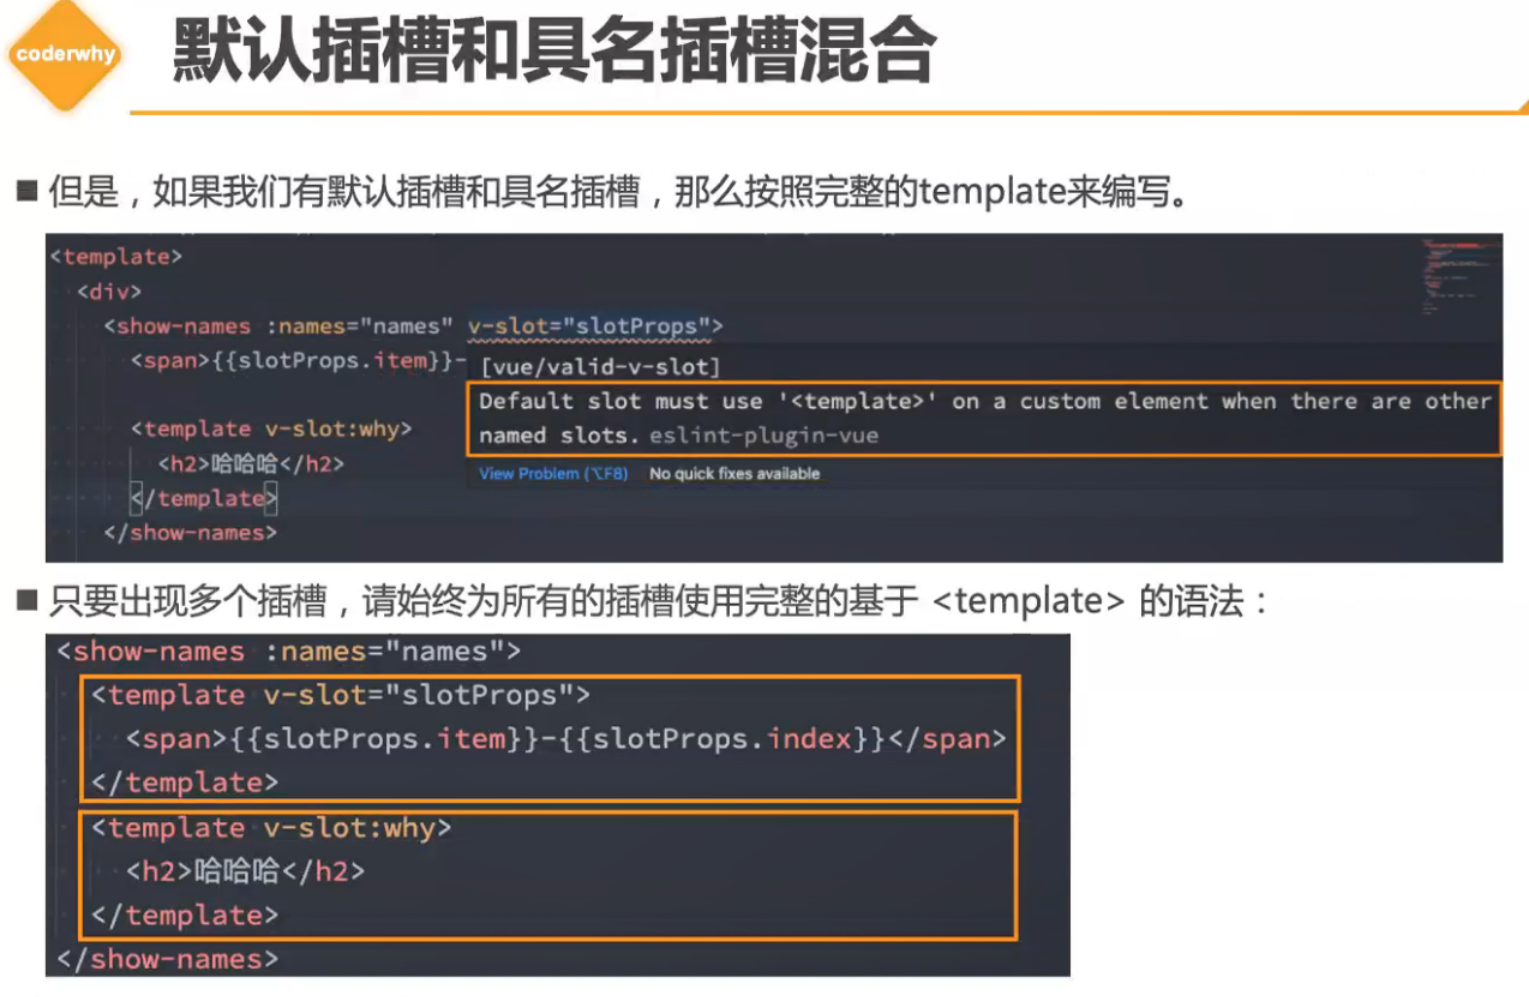 coderwhy
默认插槽和具名插槽混合
■ 但是，如果我们有默认插槽和具名插槽，那么按照完整的template来编写。
<template>
<div>
<show-names :names="names" v-slot="slotProps">
<span>{{slotProps.item}}-
[vue/valid-v-slot]
Default slot must use '<template>' on a custom element when there are other
named slots. eslint-plugin-vue
<template v-slot:why>
<h2>哈哈哈</h2>
View Problem (⌥F8) No quick fixes available
</template>
</show-names>
■ 只要出现多个插槽，请始终为所有的插槽使用完整的基于 <template> 的语法：
<show-names :names="names">
<template v-slot="slotProps">
<span>{{slotProps.item}}-{{slotProps.index}}</span>
</template>
<template v-slot:why>
<h2>哈哈哈</h2>
</template>
</show-names>